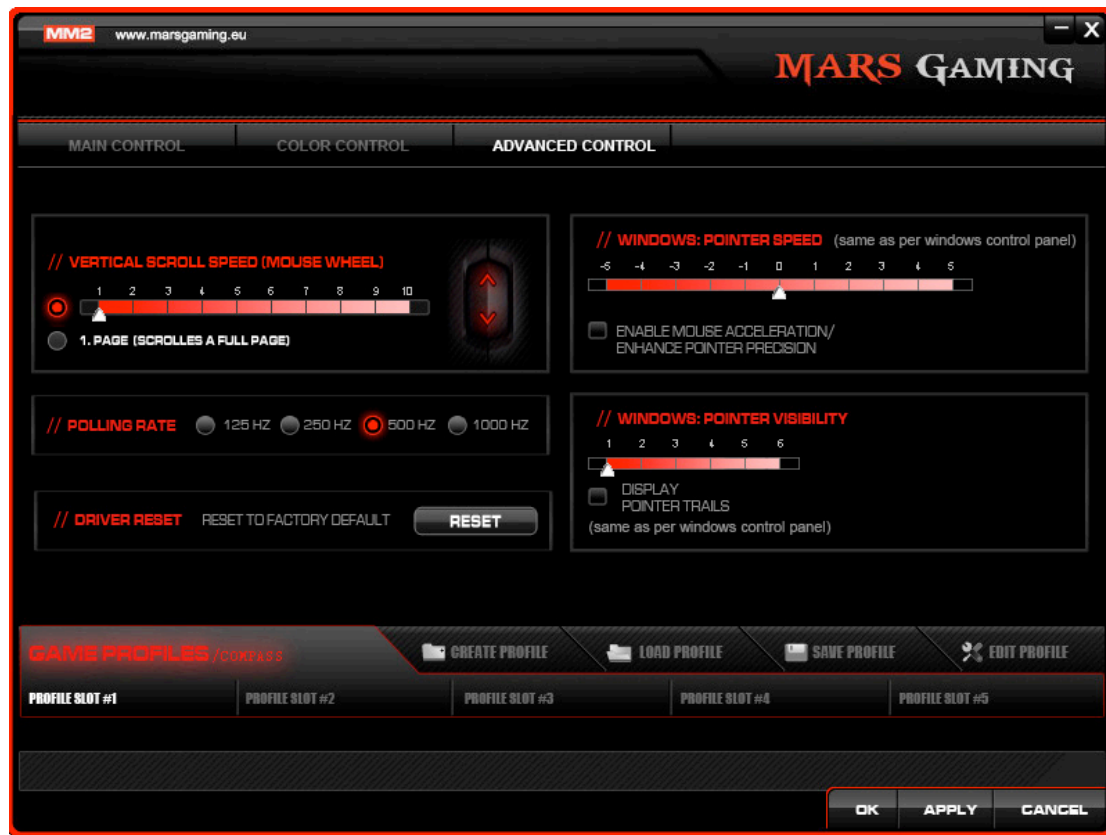 MM2 www.marsgaming.eu
– X
MARS GAMING
MAIN CONTROL COLOR CONTROL ADVANCED CONTROL
// VERTICAL SCROLL SPEED (MOUSE WHEEL)
1 2 3 4 5 6 7 8 9 10
1. PAGE (SCROLLES A FULL PAGE)
// WINDOWS: POINTER SPEED (same as per windows control panel)
-5 -4 -3 -2 -1 0 1 2 3 4 5
ENABLE MOUSE ACCELERATION/
ENHANCE POINTER PRECISION
// POLLING RATE 125 HZ 250 HZ 500 HZ 1000 HZ
// WINDOWS: POINTER VISIBILITY
1 2 3 4 5 6
DISPLAY
POINTER TRAILS
(same as per windows control panel)
// DRIVER RESET RESET TO FACTORY DEFAULT RESET
GAME PROFILES /COMPASS CREATE PROFILE LOAD PROFILE SAVE PROFILE EDIT PROFILE
PROFILE SLOT #1 PROFILE SLOT #2 PROFILE SLOT #3 PROFILE SLOT #4 PROFILE SLOT #5
OK APPLY CANCEL